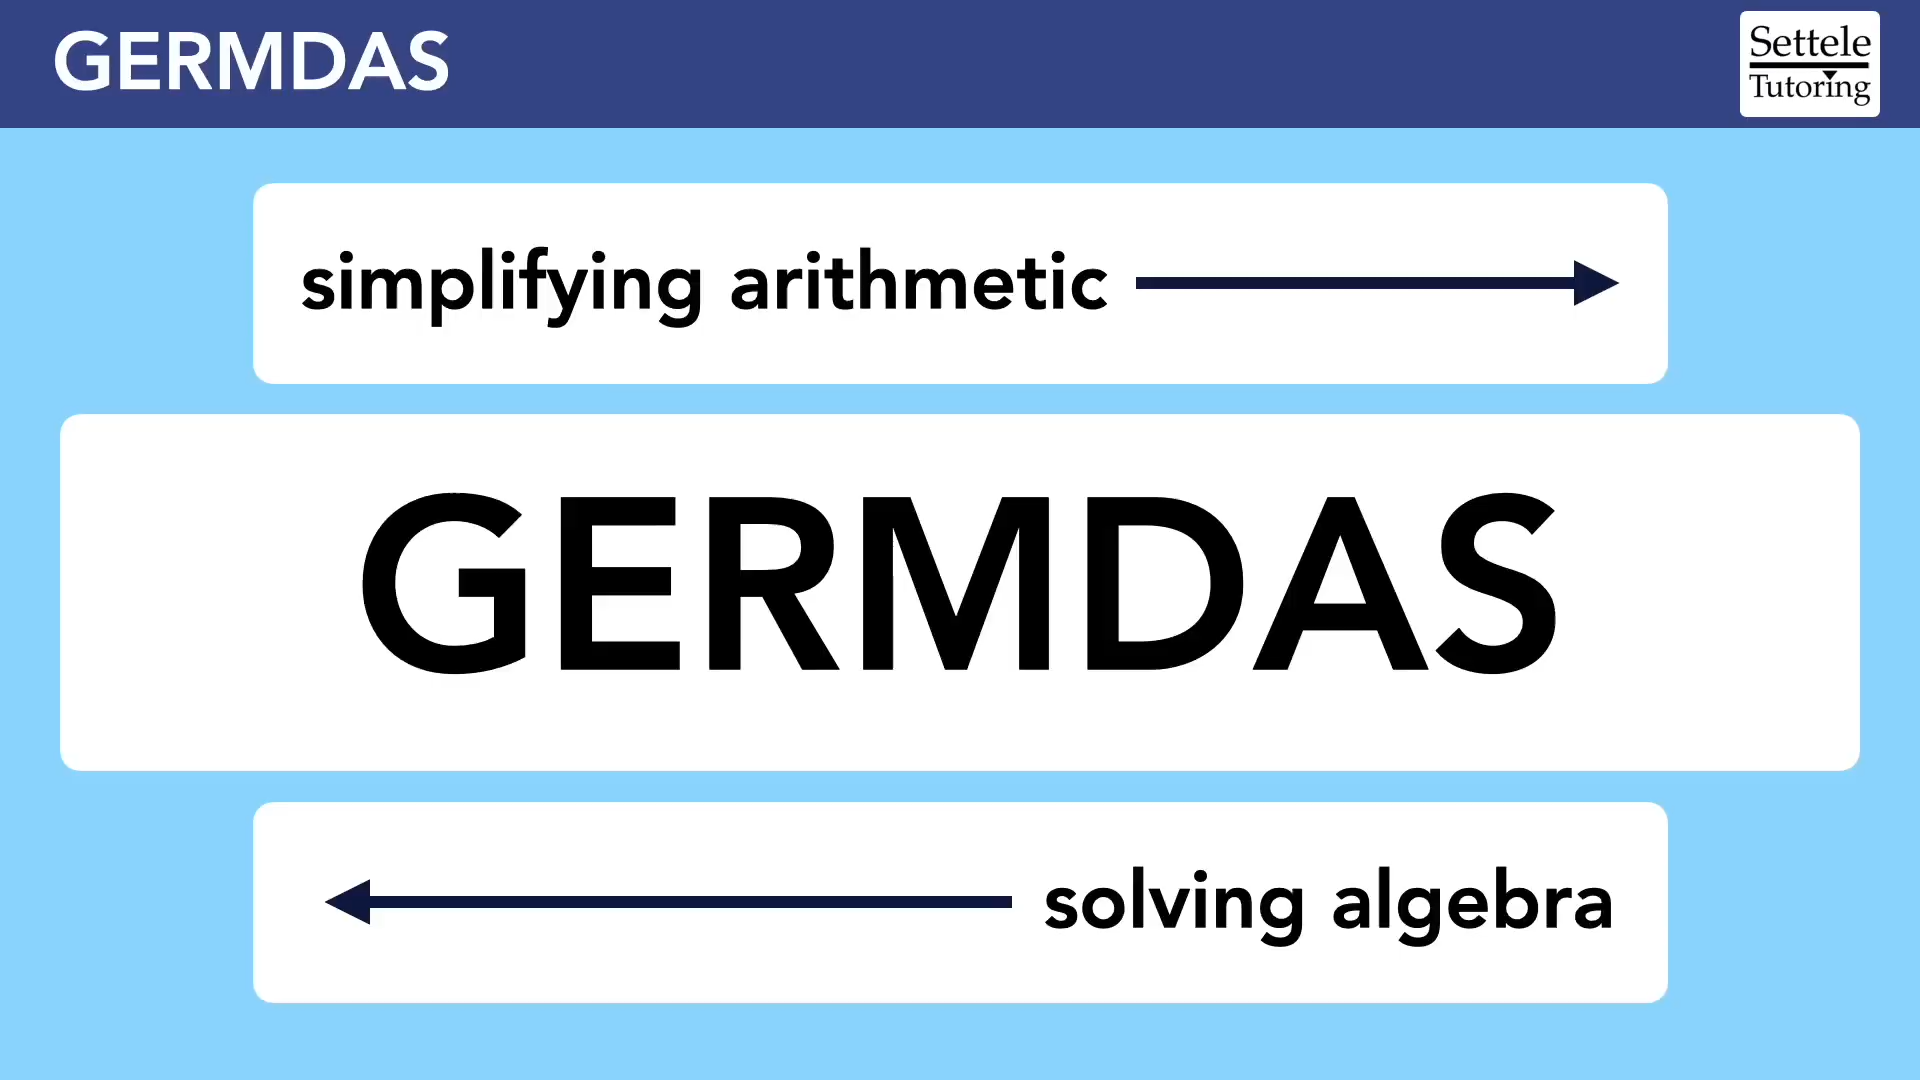 GERMDAS
Settele
Tutoring
simplifying arithmetic
GERMDAS
solving algebra